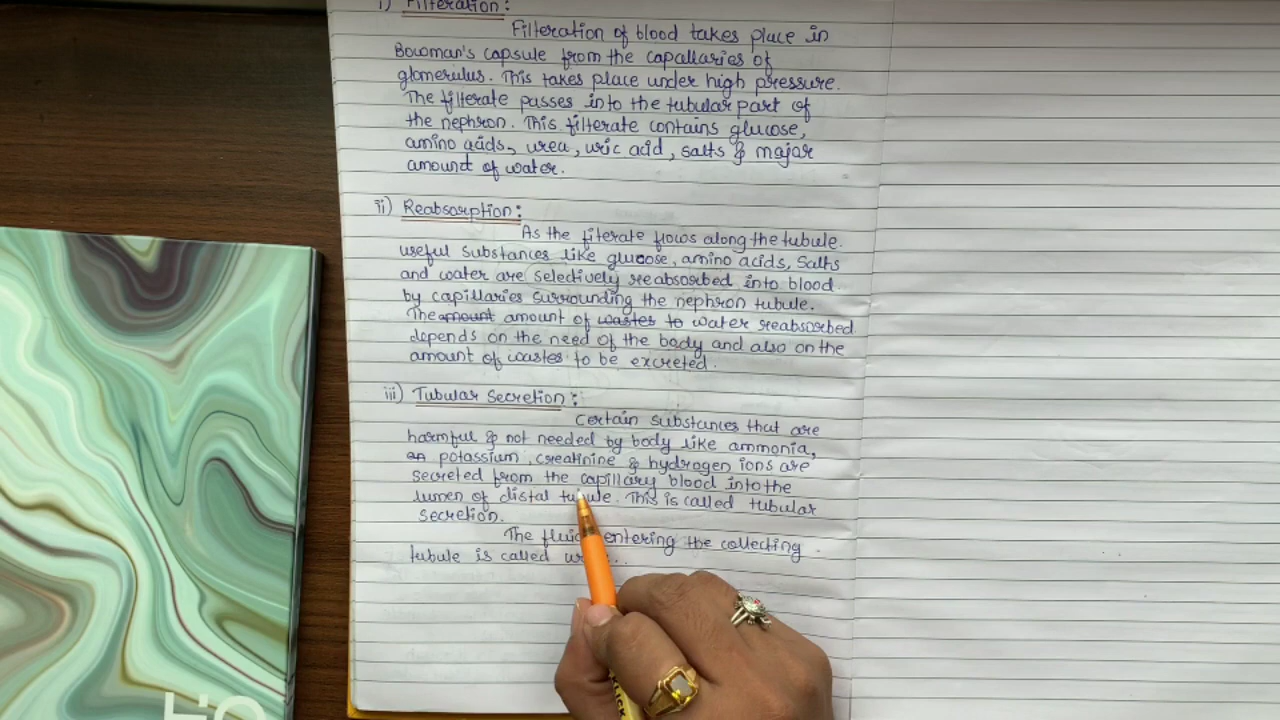 i) Filteration:
Filteration of blood takes place in
Bowman's capsule from the capallaries of
glomerulus. This takes place under high pressure.
The filterate passes into the tubular part of
the nephron. This filterate contains glucose,
amino acids, urea, uric acid, salts & major
amount of water.
ii) Reabsorption:
As the fiterate flows along the tubule.
useful substances like glucose, amino acids, salts
and water are selectively reabsorbed into blood.
by capillaries surrounding the nephron tubule.
The amount amount of wastes to water reabsorbed
depends on the need of the body and also on the
amount of wastes to be excreted.
iii) Tubular Secretion:
Certain substances that are
harmful & not needed by body like ammonia,
potassium, creatinine & hydrogen ions are
secreted from the capillary blood into the
lumen of distal tubule. This is called tubular
secretion.
The fluid entering the collecting
tubule is called